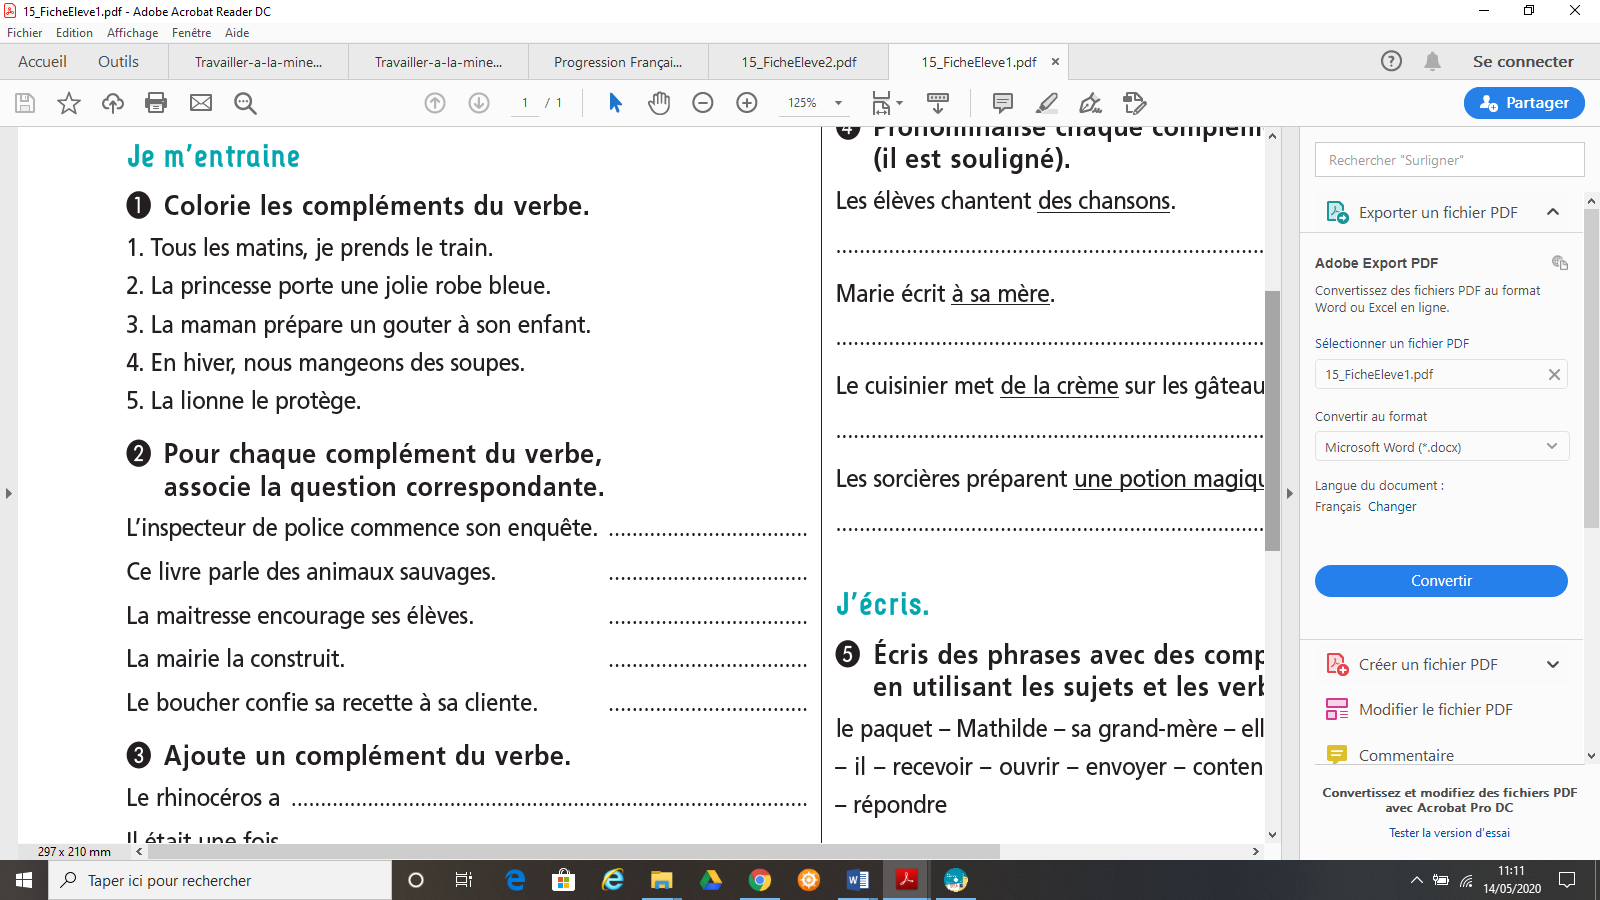 15_FicheEleve1.pdf - Adobe Acrobat Reader DC
Fichier Edition Affichage Fenêtre Aide
Accueil Outils Travailler-a-la-mine... Travailler-a-la-mine... Progression Françai... 15_FicheEleve2.pdf 15_FicheEleve1.pdf × Se connecter
1 / 1 125% Partager
Je m'entraine
1 Colorie les compléments du verbe.
1. Tous les matins, je prends le train.
2. La princesse porte une jolie robe bleue.
3. La maman prépare un gouter à son enfant.
4. En hiver, nous mangeons des soupes.
5. La lionne le protège.
2 Pour chaque complément du verbe,
associe la question correspondante.
L'inspecteur de police commence son enquête. ..................................
Ce livre parle des animaux sauvages. ..................................
La maitresse encourage ses élèves. ..................................
La mairie la construit. ..................................
Le boucher confie sa recette à sa cliente. ..................................
3 Ajoute un complément du verbe.
Le rhinocéros a ........................................................................................
Il était une fois
4 Pronominalise chaque complém
(il est souligné).
Les élèves chantent des chansons.
.........................................................................
Marie écrit à sa mère.
.........................................................................
Le cuisinier met de la crème sur les gâteau
.........................................................................
Les sorcières préparent une potion magiqu
.........................................................................
J'écris.
5 Écris des phrases avec des comp
en utilisant les sujets et les verb
le paquet – Mathilde – sa grand-mère – ell
– il – recevoir – ouvrir – envoyer – conten
– répondre
297 x 210 mm
Rechercher "Surligner"
Exporter un fichier PDF
Adobe Export PDF
Convertissez des fichiers PDF au format
Word ou Excel en ligne.
Sélectionner un fichier PDF
15_FicheEleve1.pdf
Convertir au format
Microsoft Word (*.docx)
Langue du document :
Français Changer
Convertir
Créer un fichier PDF
Modifier le fichier PDF
Commentaire
Convertissez et modifiez des fichiers PDF
avec Acrobat Pro DC
Tester la version d'essai
Taper ici pour rechercher
11:11
14/05/2020